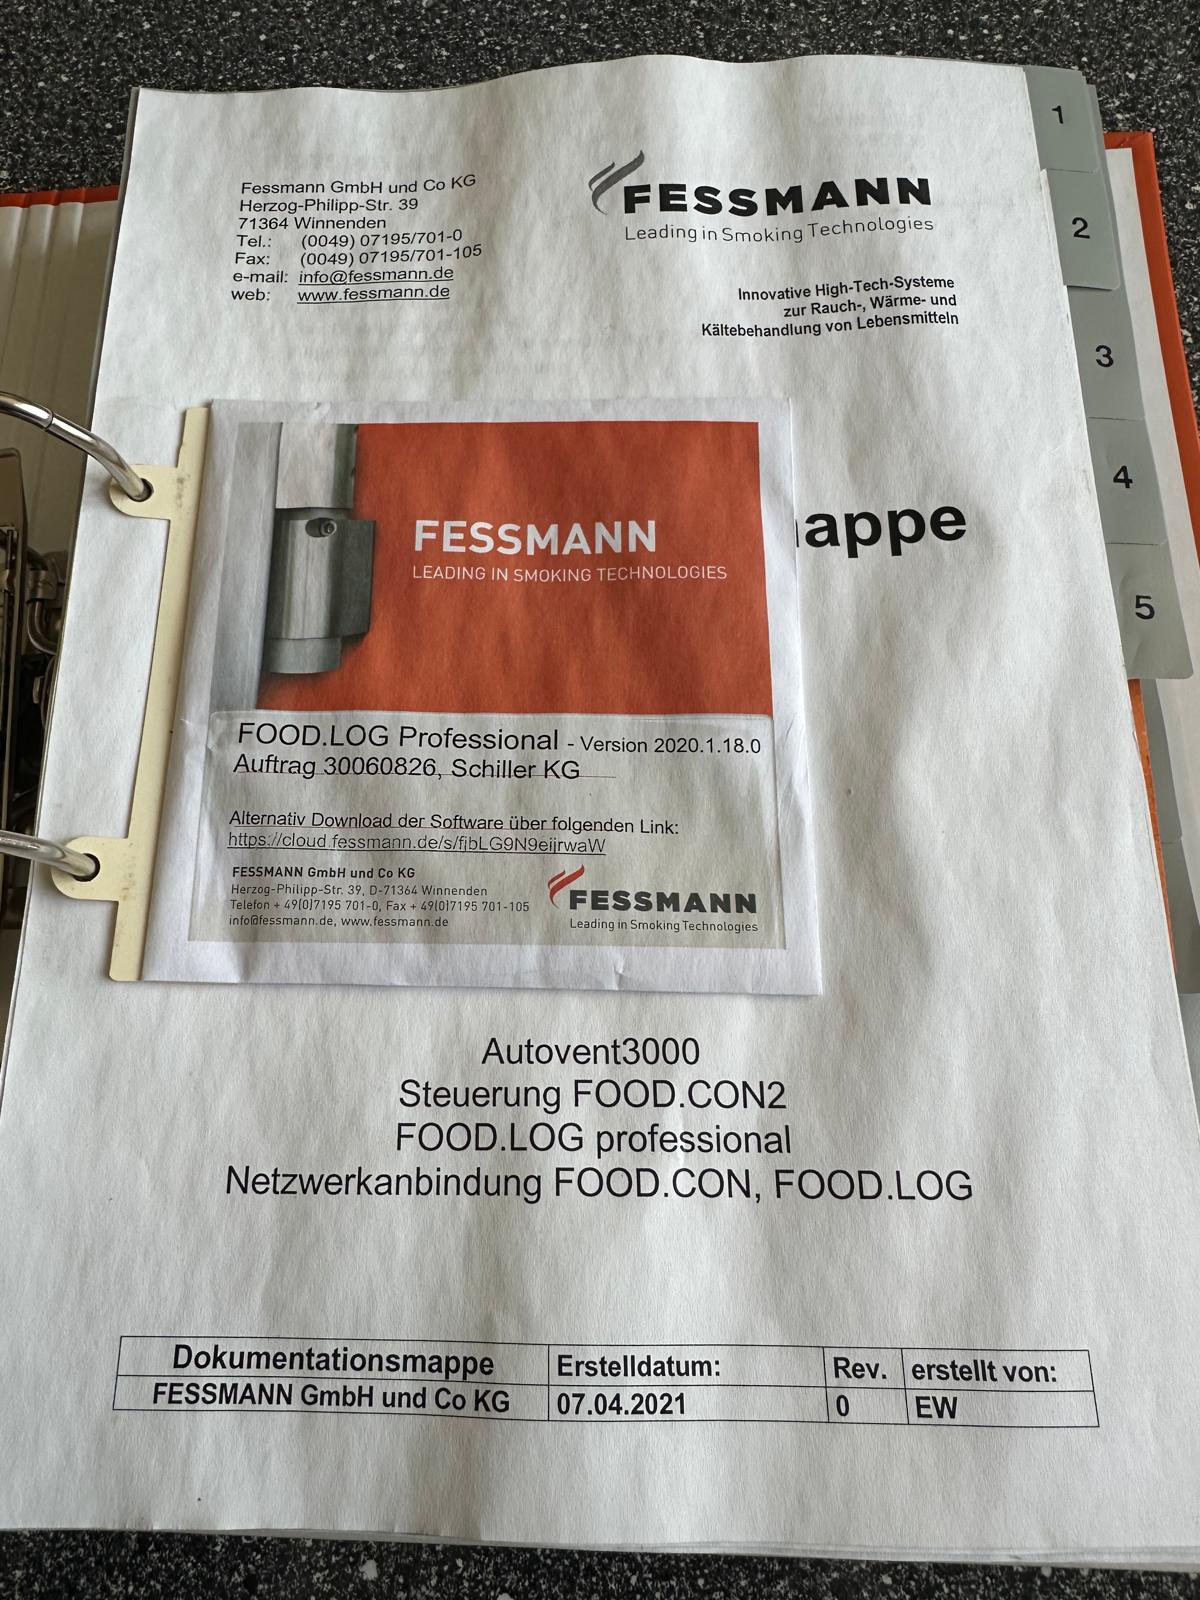 Fessmann GmbH und Co KG
Herzog-Philipp-Str. 39
71364 Winnenden
Tel.: (0049) 07195/701-0
Fax: (0049) 07195/701-105
e-mail: info@fessmann.de
web: www.fessmann.de
FESSMANN
Leading in Smoking Technologies
Innovative High-Tech-Systeme
zur Rauch-, Wärme- und
Kältebehandlung von Lebensmitteln
1
2
3
4
5
appe
FESSMANN
LEADING IN SMOKING TECHNOLOGIES
FOOD.LOG Professional - Version 2020.1.18.0
Auftrag 30060826, Schiller KG
Alternativ Download der Software über folgenden Link:
https://cloud.fessmann.de/s/fjbLG9N9eijrwaW
FESSMANN GmbH und Co KG
Herzog-Philipp-Str. 39, D-71364 Winnenden
Telefon + 49(0)7195 701-0, Fax + 49(0)7195 701-105
info@fessmann.de, www.fessmann.de
FESSMANN
Leading in Smoking Technologies
Autovent3000
Steuerung FOOD.CON2
FOOD.LOG professional
Netzwerkanbindung FOOD.CON, FOOD.LOG
Dokumentationsmappe Erstelldatum: Rev. erstellt von:
FESSMANN GmbH und Co KG 07.04.2021 0 EW